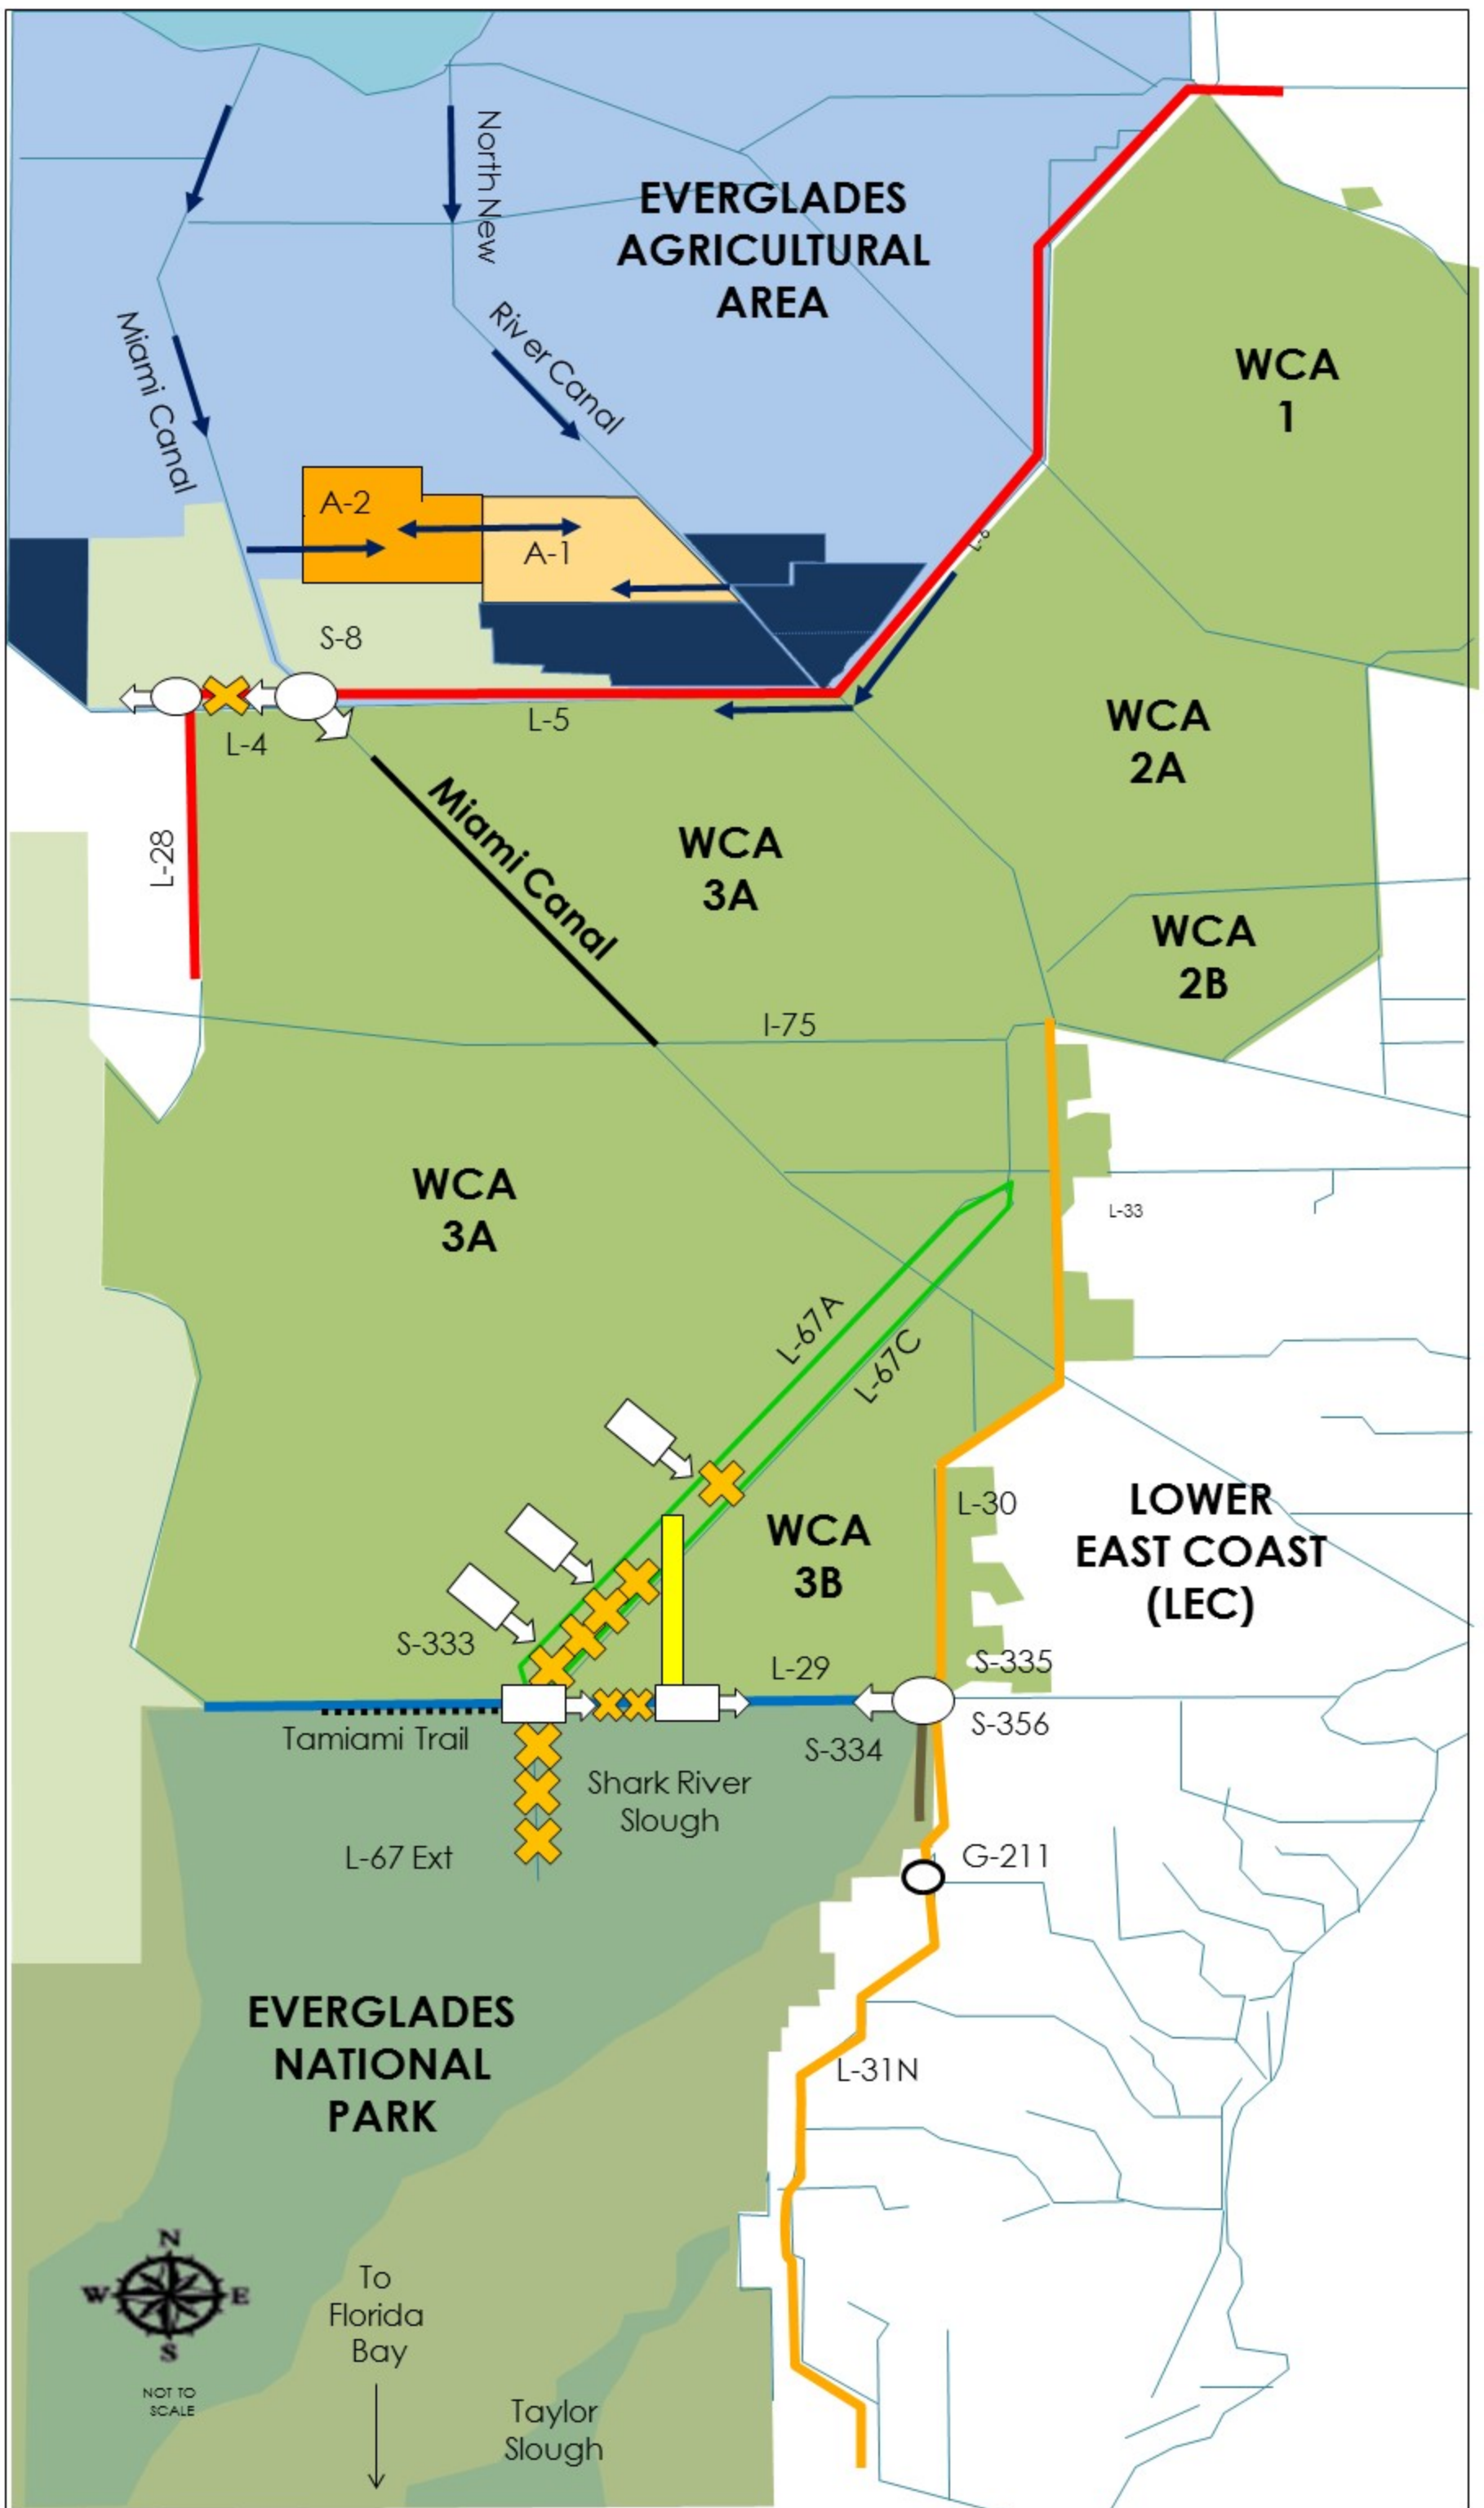 North New
River Canal
EVERGLADES
AGRICULTURAL
AREA
Miami Canal
WCA
1
A-2
A-1
S-8
L-6
L-4
L-5
WCA
2A
L-28
Miami Canal
WCA
3A
WCA
2B
I-75
WCA
3A
L-33
L-67A
L-67C
L-30
LOWER
EAST COAST
(LEC)
WCA
3B
S-333
L-29
S-335
Tamiami Trail
S-334
S-356
Shark River
Slough
L-67 Ext
G-211
EVERGLADES
NATIONAL
PARK
L-31N
N
W
E
S
NOT TO
SCALE
To
Florida
Bay
Taylor
Slough